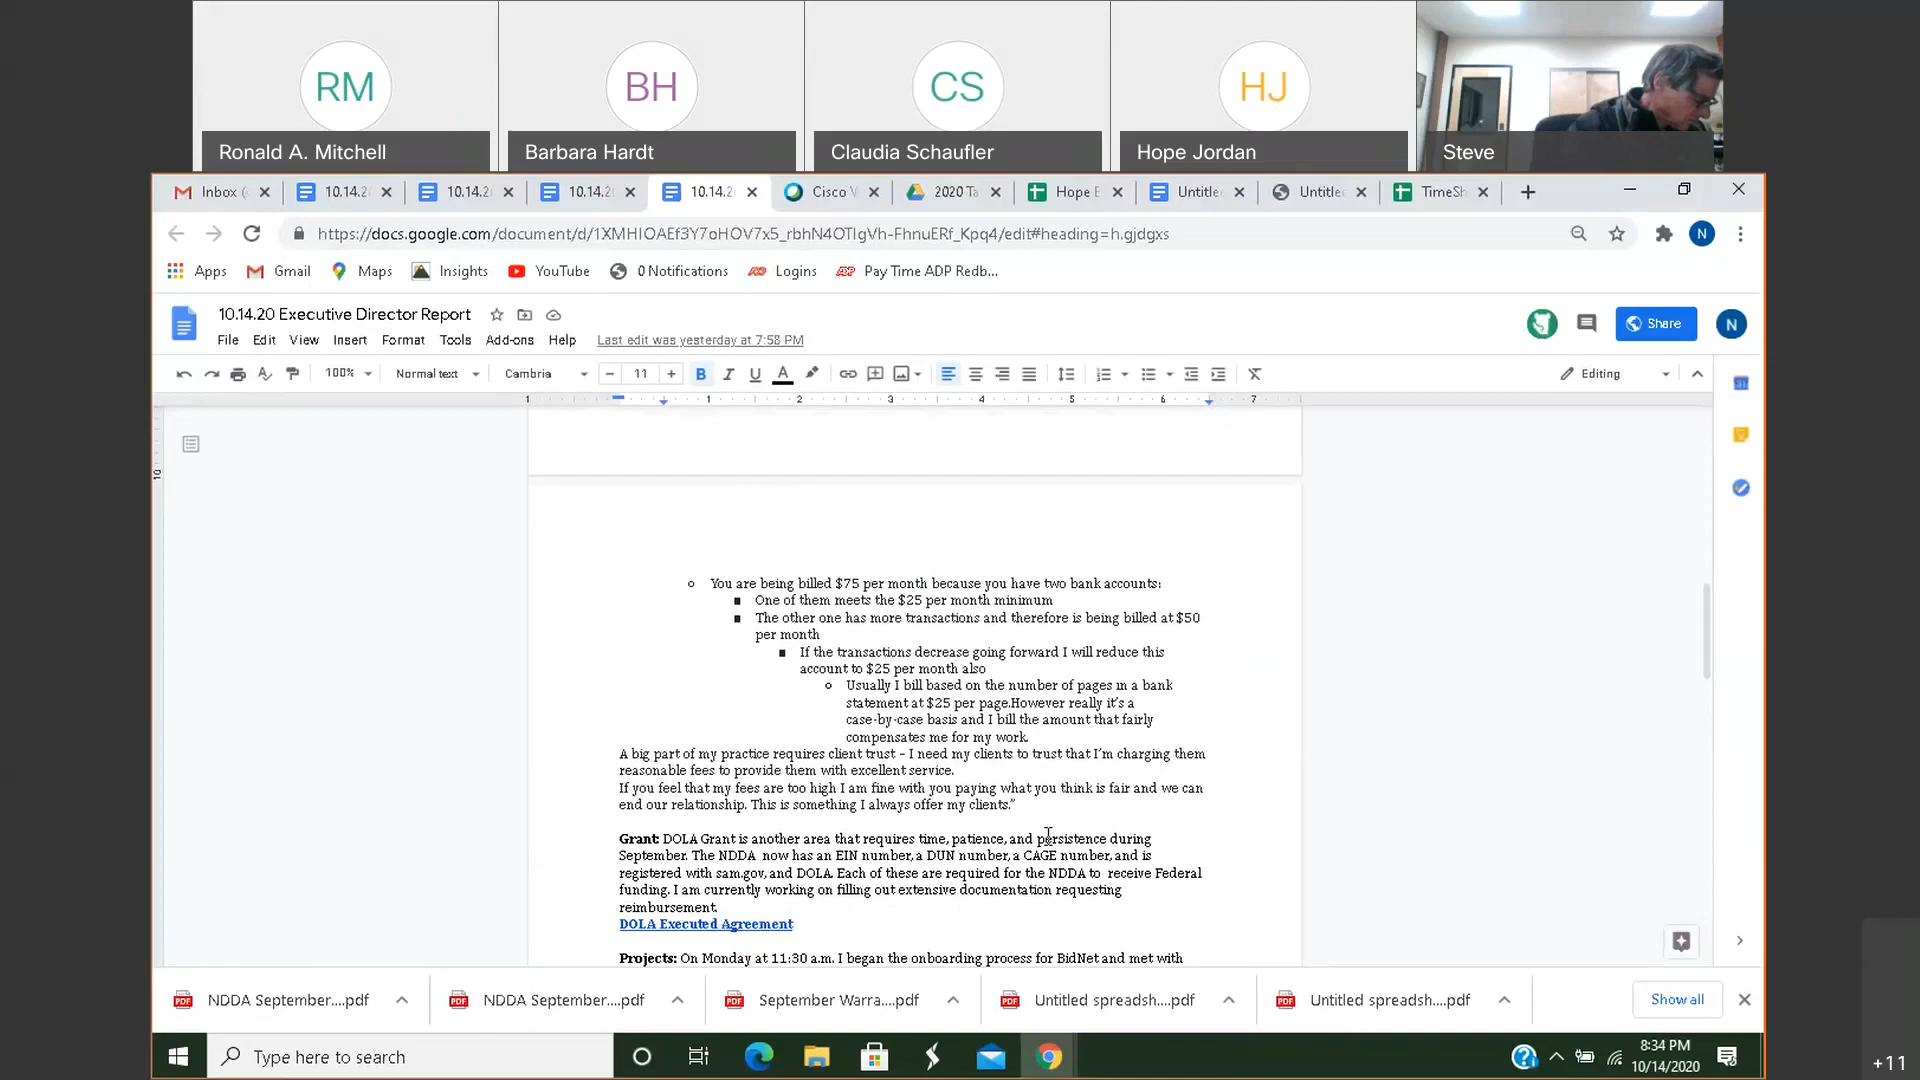 RM
BH
CS
HJ
Ronald A. Mitchell
Barbara Hardt
Claudia Schaufler
Hope Jordan
Steve
Inbox (
10.14.2
10.14.2
10.14.2
10.14.2
Cisco
2020 Ta
Hope E
Untitle
Untitle
TimeSh
https://docs.google.com/document/d/1XMHIOAEf3Y7oHOV7x5_rbhN4OTIgVh-FhnuERf_Kpq4/edit#heading=h.gjdgxs
N
Apps
Gmail
Maps
Insights
YouTube
0 Notifications
Logins
Pay Time ADP Redb...
10.14.20 Executive Director Report
Share
N
File Edit View Insert Format Tools Add-ons Help
Last edit was yesterday at 7:58 PM
100%
Normal text
Cambria
− 11 +
B I U A
Editing
1 1 2 3 4 5 6 7
10
31
○ You are being billed $75 per month because you have two bank accounts:
■ One of them meets the $25 per month minimum
■ The other one has more transactions and therefore is being billed at $50
per month
■ If the transactions decrease going forward I will reduce this
account to $25 per month also
○ Usually I bill based on the number of pages in a bank
statement at $25 per page.However really it's a
case-by-case basis and I bill the amount that fairly
compensates me for my work.
A big part of my practice requires client trust – I need my clients to trust that I'm charging them
reasonable fees to provide them with excellent service.
If you feel that my fees are too high I am fine with you paying what you think is fair and we can
end our relationship. This is something I always offer my clients."
Grant: DOLA Grant is another area that requires time, patience, and persistence during
September. The NDDA now has an EIN number, a DUN number, a CAGE number, and is
registered with sam.gov, and DOLA. Each of these are required for the NDDA to receive Federal
funding. I am currently working on filling out extensive documentation requesting
reimbursement.
DOLA Executed Agreement
Projects: On Monday at 11:30 a.m. I began the onboarding process for BidNet and met with
NDDA September....pdf
NDDA September....pdf
September Warra....pdf
Untitled spreadsh....pdf
Untitled spreadsh....pdf
Show all
Type here to search
8:34 PM
10/14/2020
+11